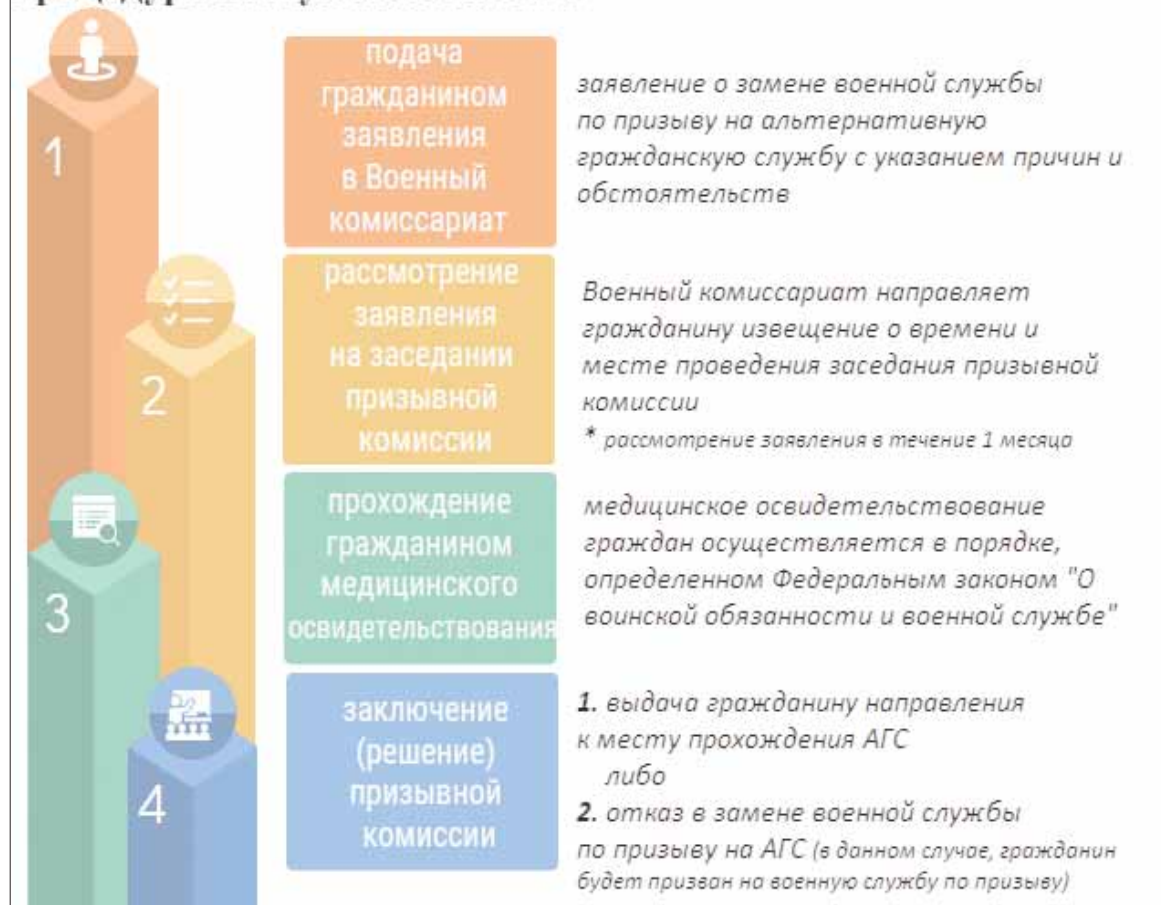 1
подача
гражданином
заявления
в Военный
комиссариат
заявление о замене военной службы
по призыву на альтернативную
гражданскую службу с указанием причин и
обстоятельств
2
рассмотрение
заявления
на заседании
призывной
комиссии
Военный комиссариат направляет
гражданину извещение о времени и
месте проведения заседания призывной
комиссии
* рассмотрение заявления в течение 1 месяца
3
прохождение
гражданином
медицинского
освидетельствования
медицинское освидетельствование
граждан осуществляется в порядке,
определенном Федеральным законом "О
воинской обязанности и военной службе"
4
заключение
(решение)
призывной
комиссии
1. выдача гражданину направления
к месту прохождения АГС
либо
2. отказ в замене военной службы
по призыву на АГС (в данном случае, гражданин
будет призван на военную службу по призыву)